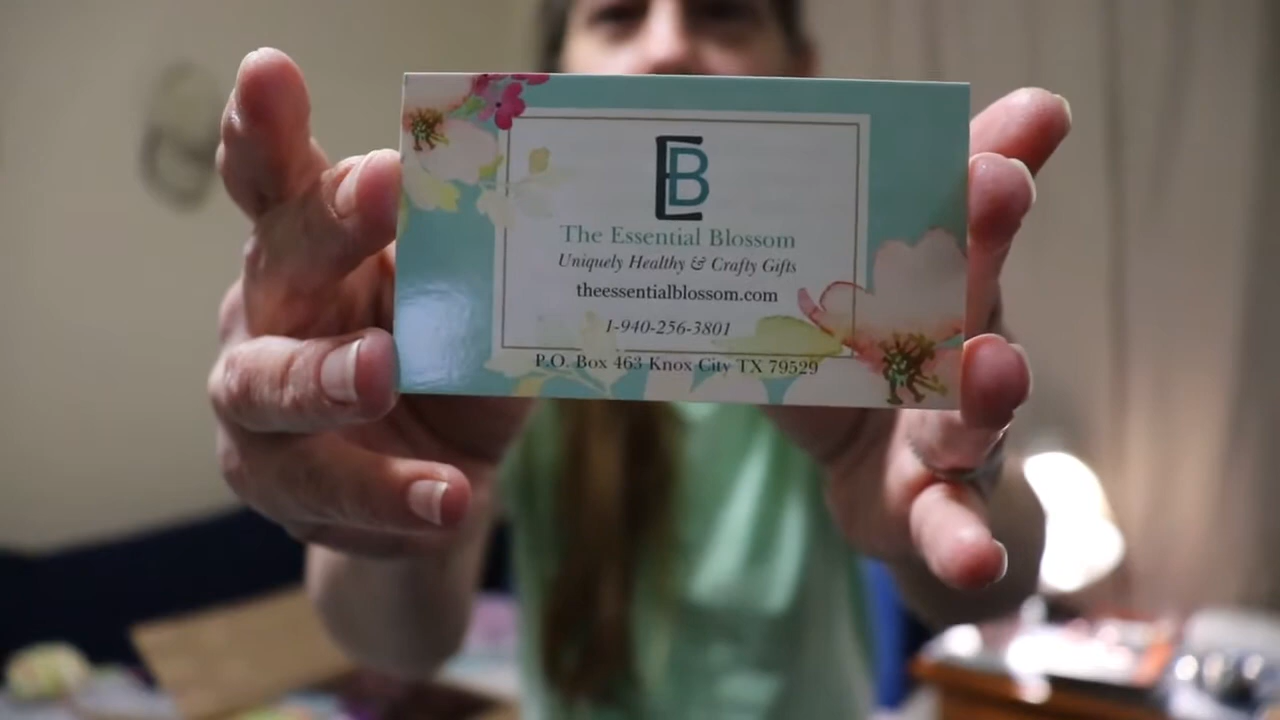 EB
The Essential Blossom
Uniquely Healthy & Crafty Gifts
theessentialblossom.com
1-940-256-3801
P.O. Box 463 Knox City TX 79529